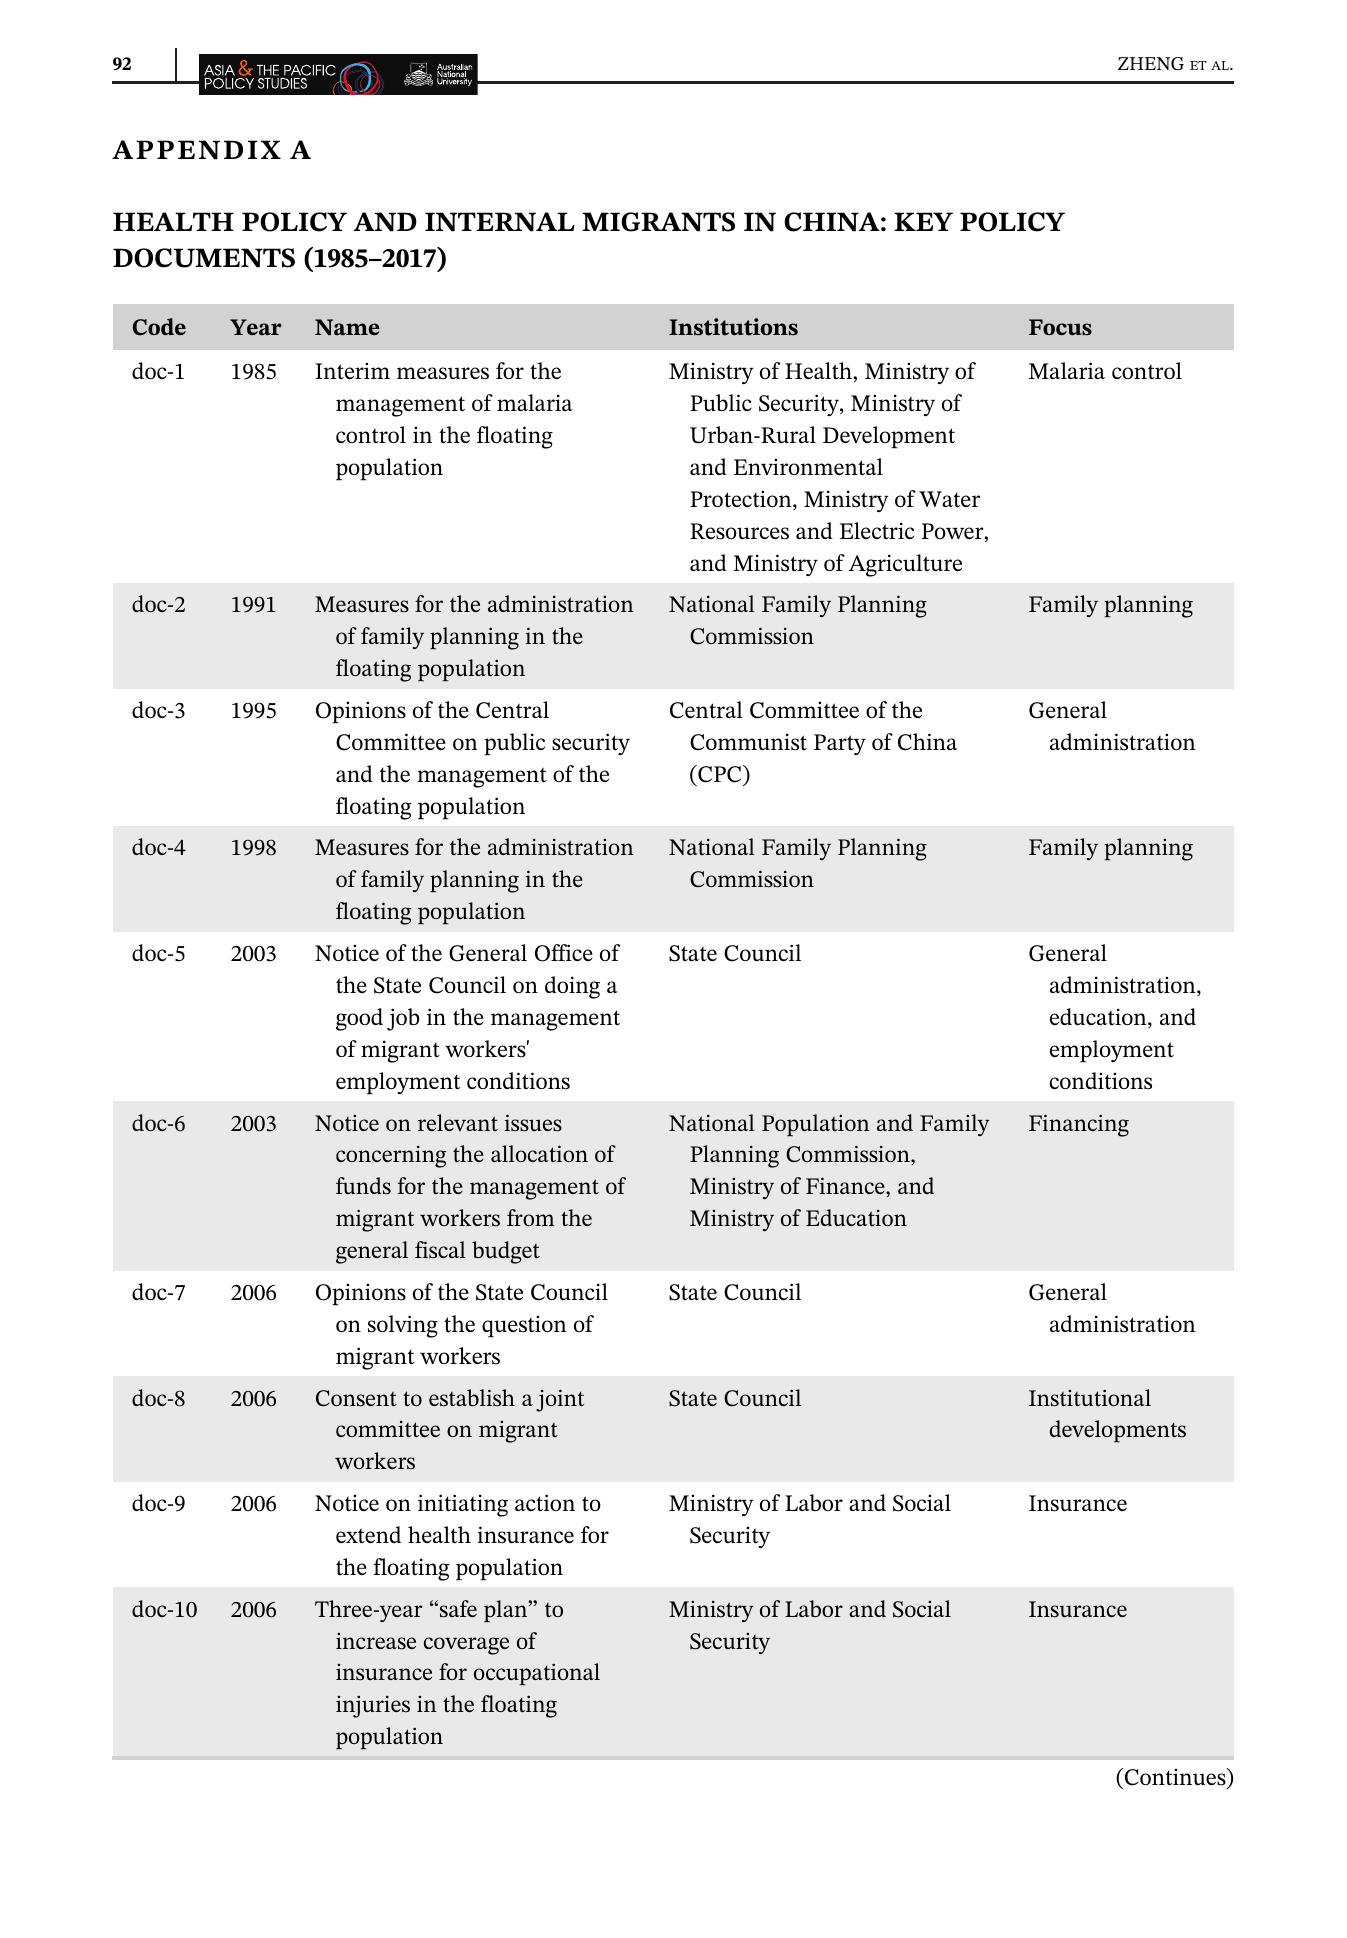 92
ASIA & THE PACIFIC
POLICY STUDIES
Australian
National
University
ZHENG ET AL.
APPENDIX A
HEALTH POLICY AND INTERNAL MIGRANTS IN CHINA: KEY POLICY
DOCUMENTS (1985–2017)
Code Year Name Institutions Focus
doc-1 1985 Interim measures for the Ministry of Health, Ministry of Malaria control
management of malaria Public Security, Ministry of
control in the floating Urban-Rural Development
population and Environmental
Protection, Ministry of Water
Resources and Electric Power,
and Ministry of Agriculture
doc-2 1991 Measures for the administration National Family Planning Family planning
of family planning in the Commission
floating population
doc-3 1995 Opinions of the Central Central Committee of the General
Committee on public security Communist Party of China administration
and the management of the (CPC)
floating population
doc-4 1998 Measures for the administration National Family Planning Family planning
of family planning in the Commission
floating population
doc-5 2003 Notice of the General Office of State Council General
the State Council on doing a administration,
good job in the management education, and
of migrant workers' employment
employment conditions conditions
doc-6 2003 Notice on relevant issues National Population and Family Financing
concerning the allocation of Planning Commission,
funds for the management of Ministry of Finance, and
migrant workers from the Ministry of Education
general fiscal budget
doc-7 2006 Opinions of the State Council State Council General
on solving the question of administration
migrant workers
doc-8 2006 Consent to establish a joint State Council Institutional
committee on migrant developments
workers
doc-9 2006 Notice on initiating action to Ministry of Labor and Social Insurance
extend health insurance for Security
the floating population
doc-10 2006 Three-year “safe plan” to Ministry of Labor and Social Insurance
increase coverage of Security
insurance for occupational
injuries in the floating
population
(Continues)